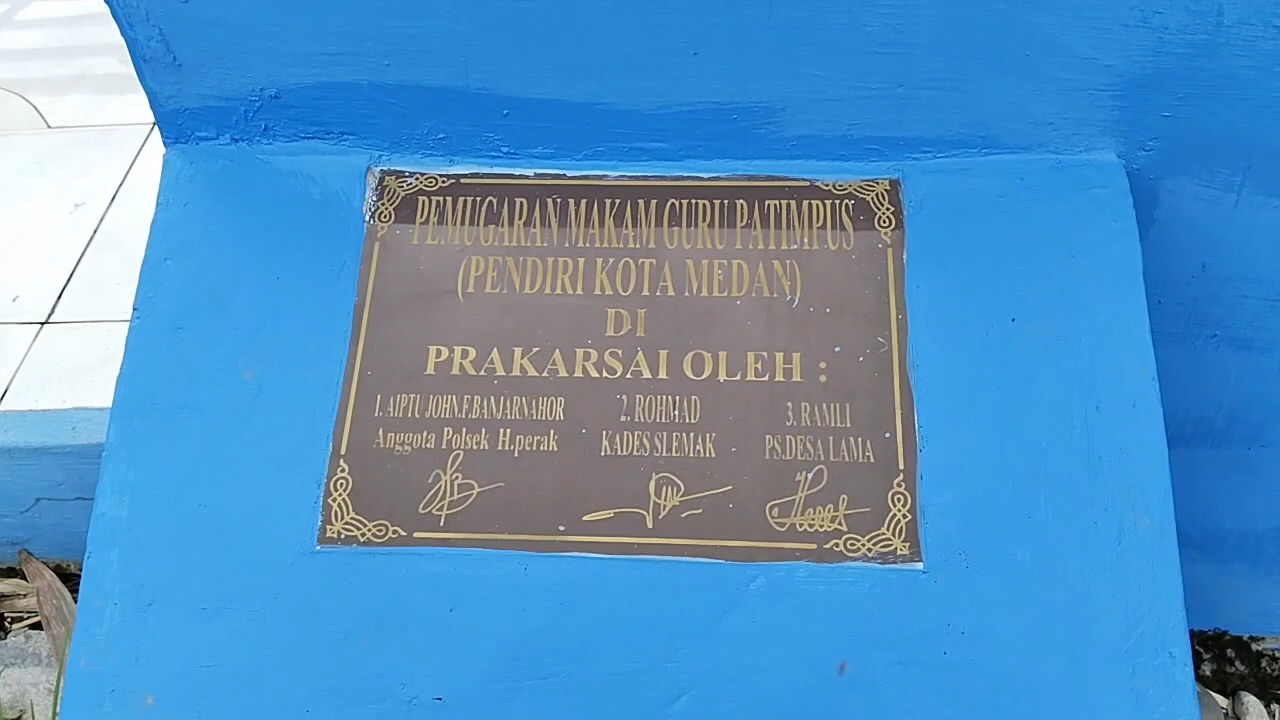 PEMUGARAN MAKAM GURU PATIMPUS
(PENDIRI KOTA MEDAN)
DI
PRAKARSAI OLEH :
1. AIPTU JOHN.F.BANJARNAHOR 2. ROHMAD 3. RAMLI
Anggota Polsek H.perak KADES SLEMAK PS.DESA LAMA